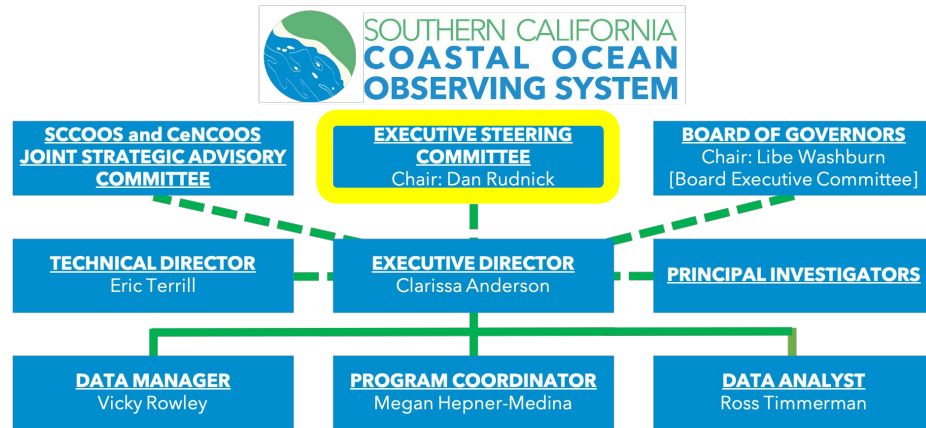 SOUTHERN CALIFORNIA
COASTAL OCEAN
OBSERVING SYSTEM
SCCOOS and CeNCOOS
JOINT STRATEGIC ADVISORY
COMMITTEE
EXECUTIVE STEERING
COMMITTEE
Chair: Dan Rudnick
BOARD OF GOVERNORS
Chair: Libe Washburn
[Board Executive Committee]
TECHNICAL DIRECTOR
Eric Terrill
EXECUTIVE DIRECTOR
Clarissa Anderson
PRINCIPAL INVESTIGATORS
DATA MANAGER
Vicky Rowley
PROGRAM COORDINATOR
Megan Hepner-Medina
DATA ANALYST
Ross Timmerman